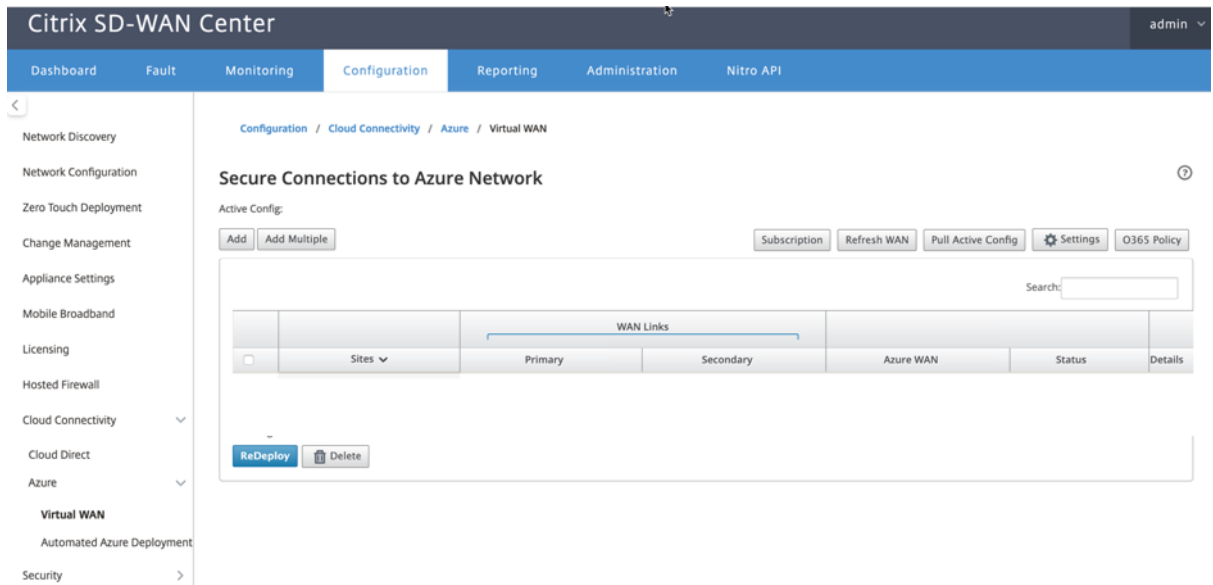 Citrix SD-WAN Center
admin
Dashboard Fault Monitoring Configuration Reporting Administration Nitro API
Network Discovery
Network Configuration
Zero Touch Deployment
Change Management
Appliance Settings
Mobile Broadband
Licensing
Hosted Firewall
Cloud Connectivity
Cloud Direct
Azure
Virtual WAN
Automated Azure Deployment
Security
Configuration / Cloud Connectivity / Azure / Virtual WAN
Secure Connections to Azure Network
Active Config:
Add Add Multiple Subscription Refresh WAN Pull Active Config Settings O365 Policy
Search:
WAN Links
Sites Primary Secondary Azure WAN Status Details
ReDeploy Delete